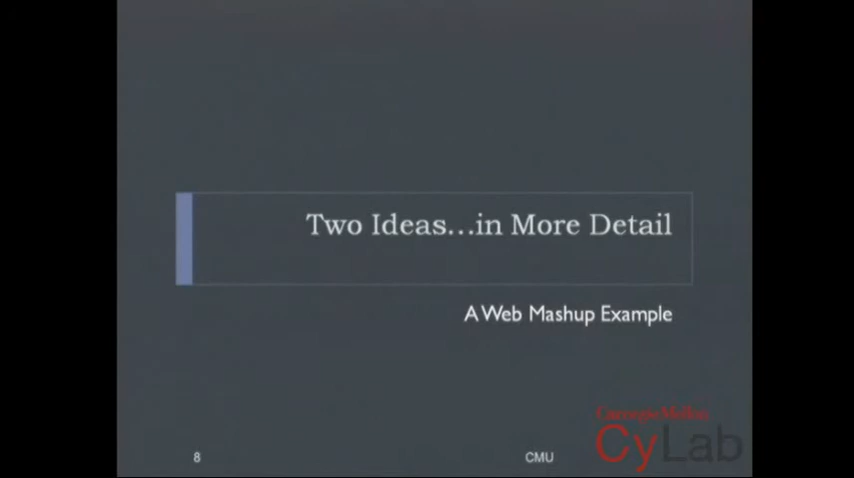 Two Ideas...in More Detail
A Web Mashup Example
Carnegie Mellon
CyLab
8
CMU